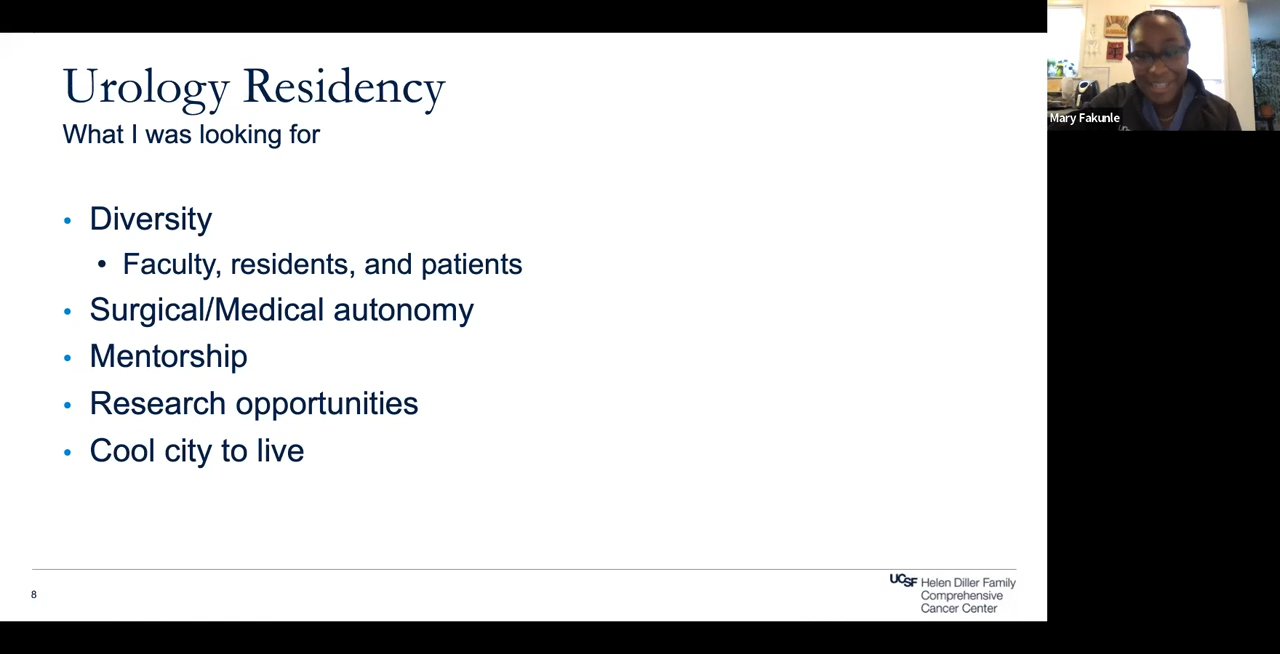 Urology Residency
What I was looking for
• Diversity
• Faculty, residents, and patients
• Surgical/Medical autonomy
• Mentorship
• Research opportunities
• Cool city to live
8
UCSF Helen Diller Family
Comprehensive
Cancer Center
Mary Fakunle